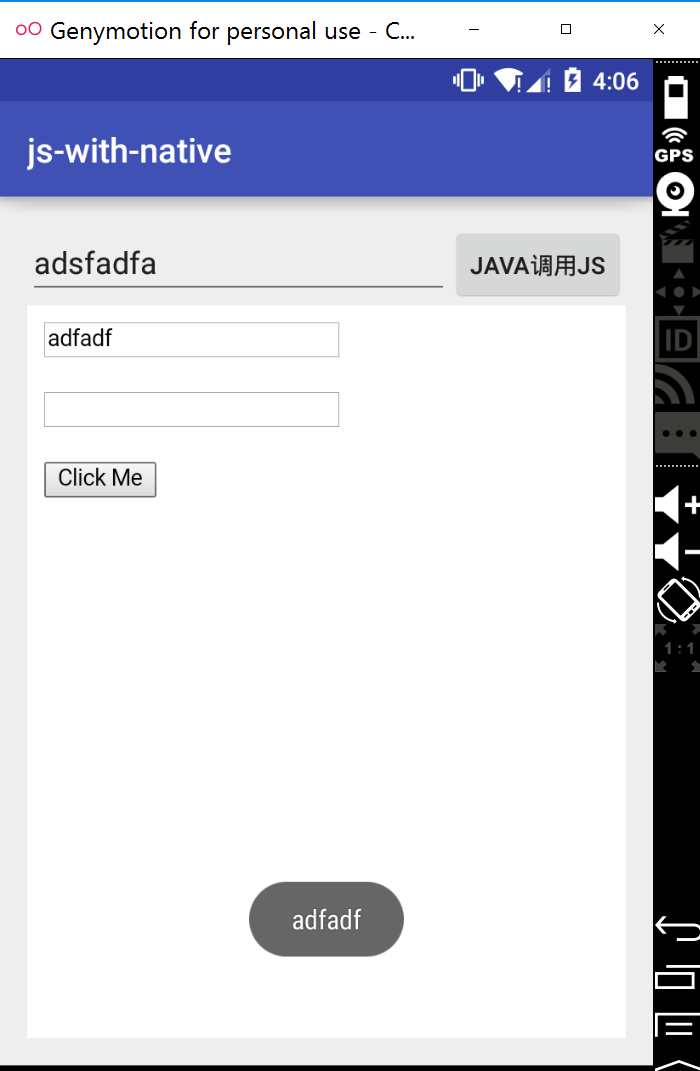 Genymotion for personal use - C...
4:06
js-with-native
adsfadfa
JAVA调用JS
adfadf
Click Me
adfadf
GPS
ID
1:1